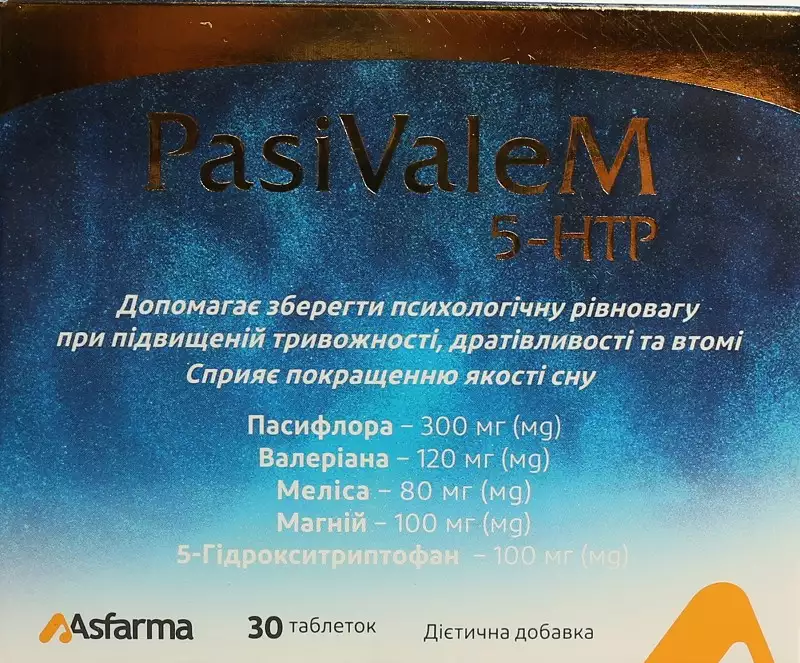 PasiValeM
5-HTP
Допомагає зберегти психологічну рівновагу
при підвищеній тривожності, дратівливості та втомі
Сприяє покращенню якості сну
Пасифлора – 300 мг (mg)
Валеріана – 120 мг (mg)
Меліса – 80 мг (mg)
Магній – 100 мг (mg)
5-Гідрокситриптофан – 100 мг (mg)
Asfarma 30 таблеток Дієтична добавка